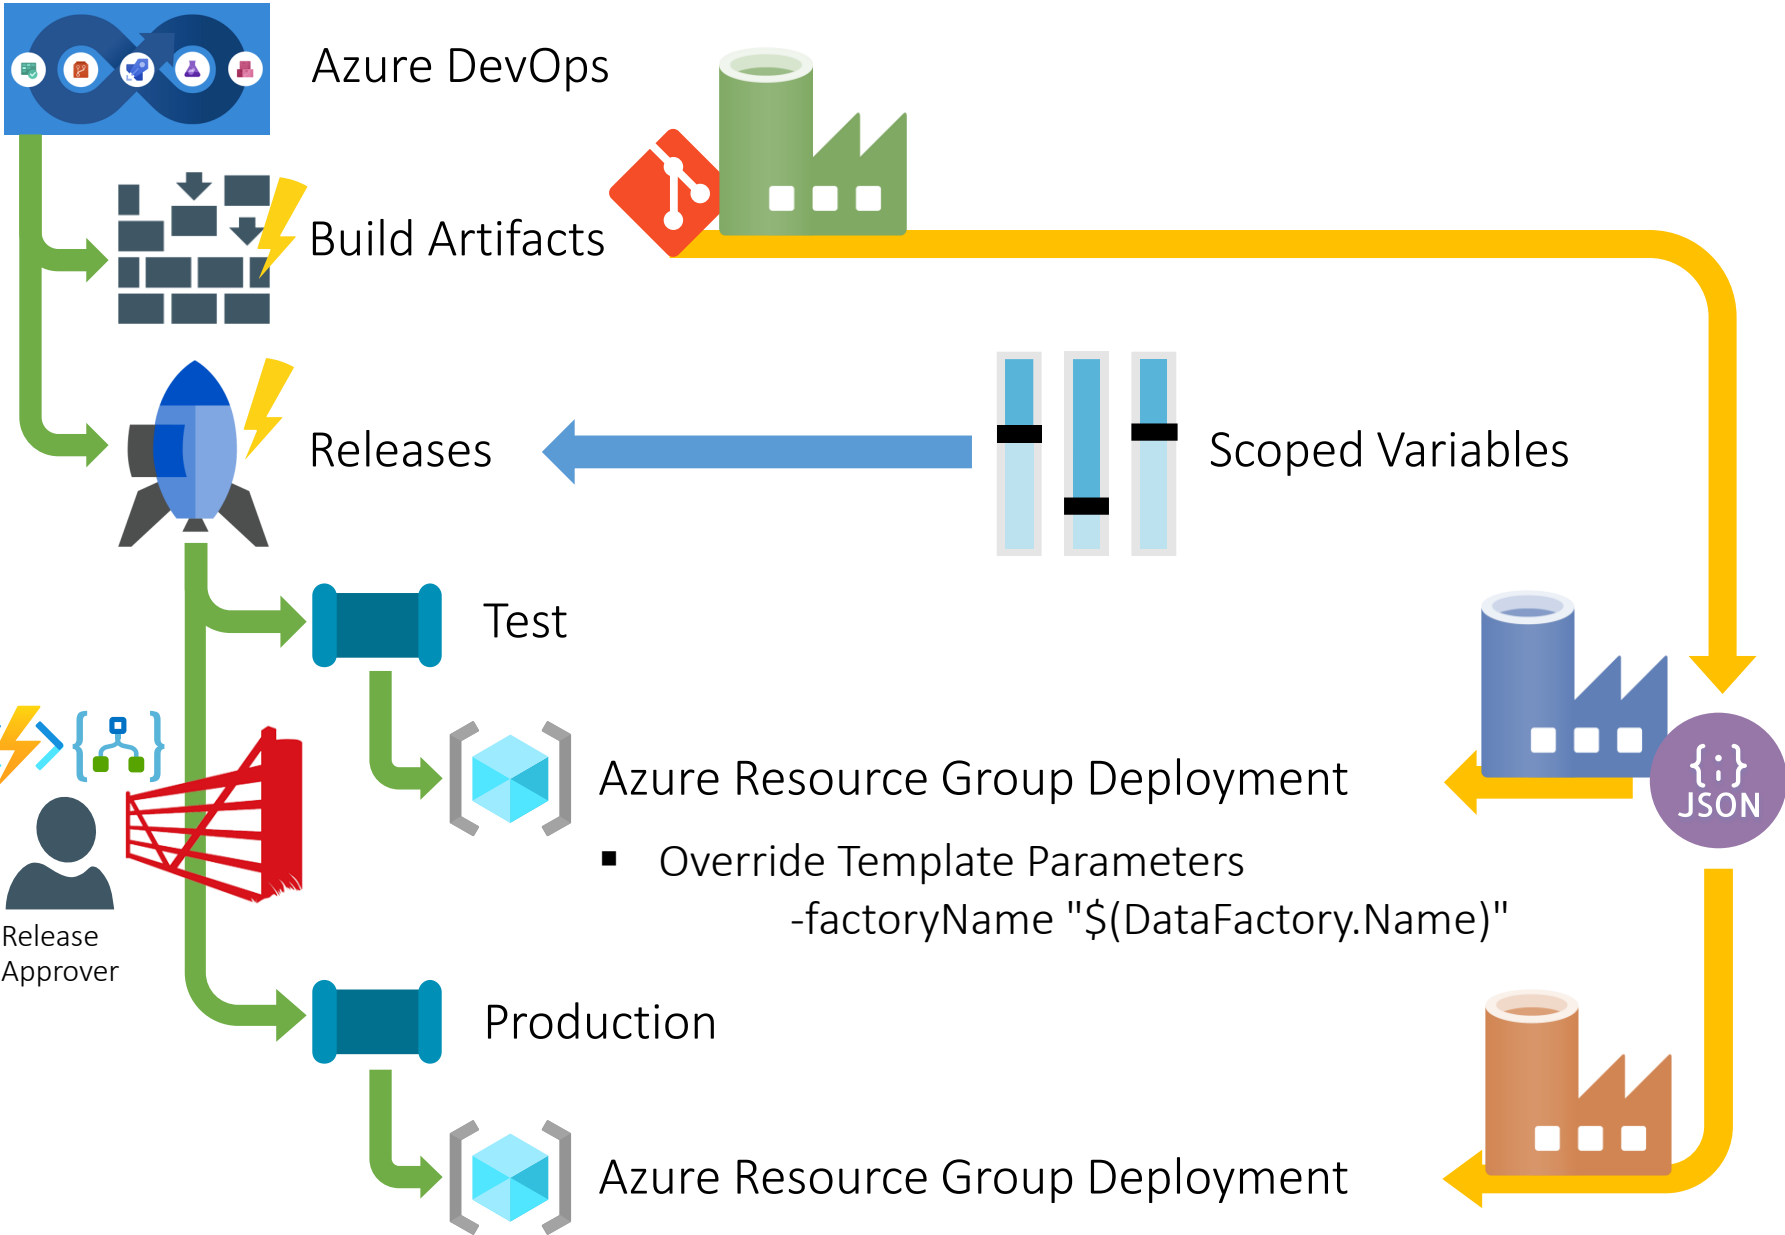 Azure DevOps
Build Artifacts
Releases
Scoped Variables
Test
Azure Resource Group Deployment
{;}
JSON
▪ Override Template Parameters
-factoryName "$(DataFactory.Name)"
Release
Approver
Production
Azure Resource Group Deployment